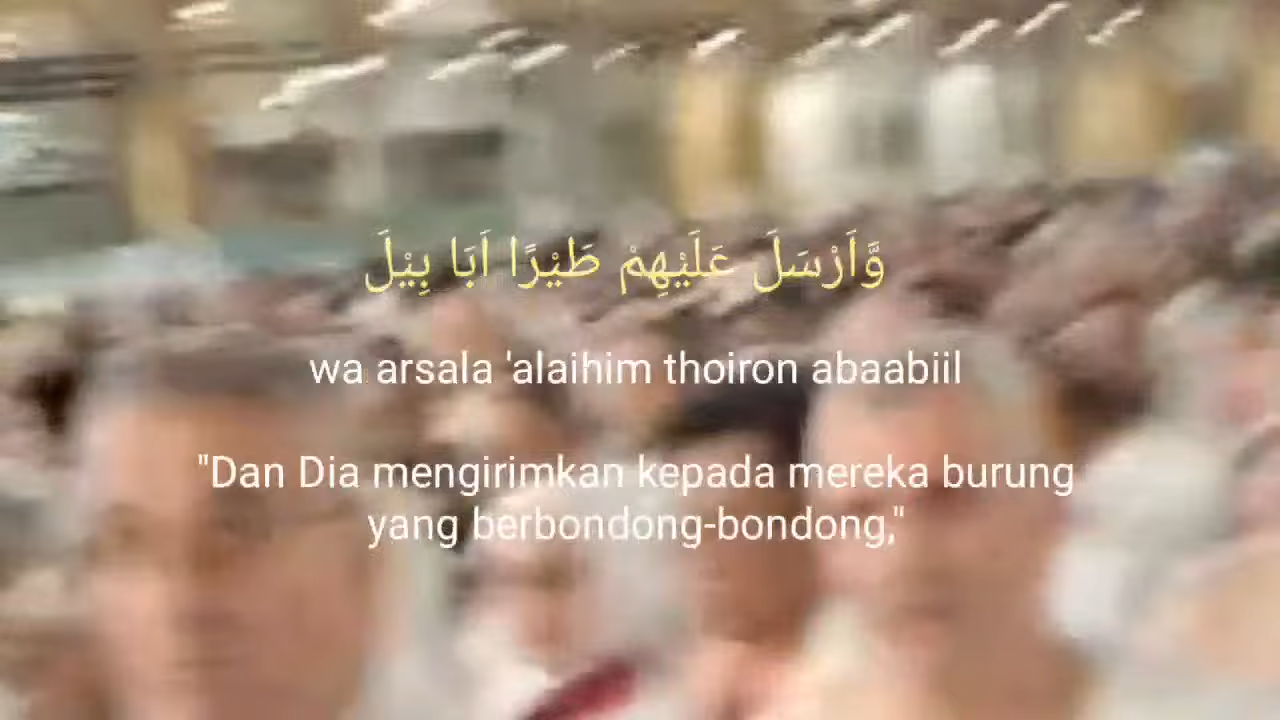 وَّاَرْسَلَ عَلَيْهِمْ طَيْرًا اَبَا بِيْلَ
wa arsala 'alaihim thoiron abaabiil
"Dan Dia mengirimkan kepada mereka burung
yang berbondong-bondong,"